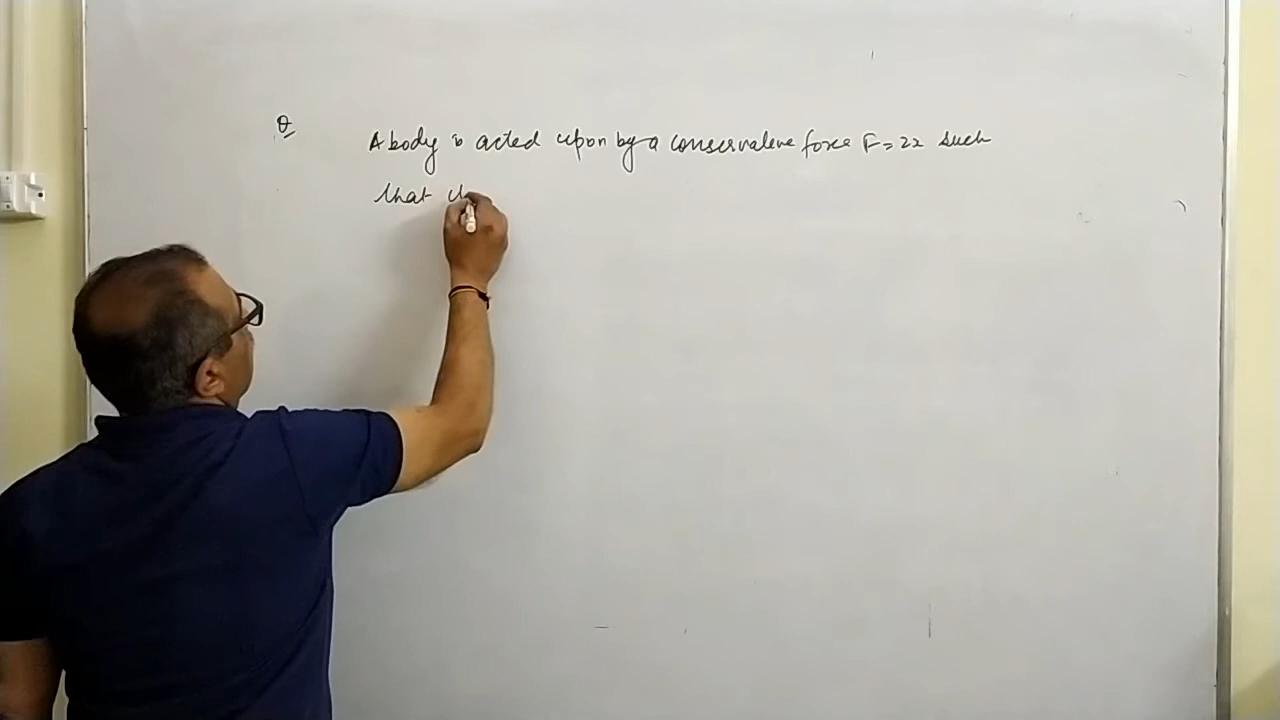 Q A body is acted upon by a conservative force F = 2x such
that